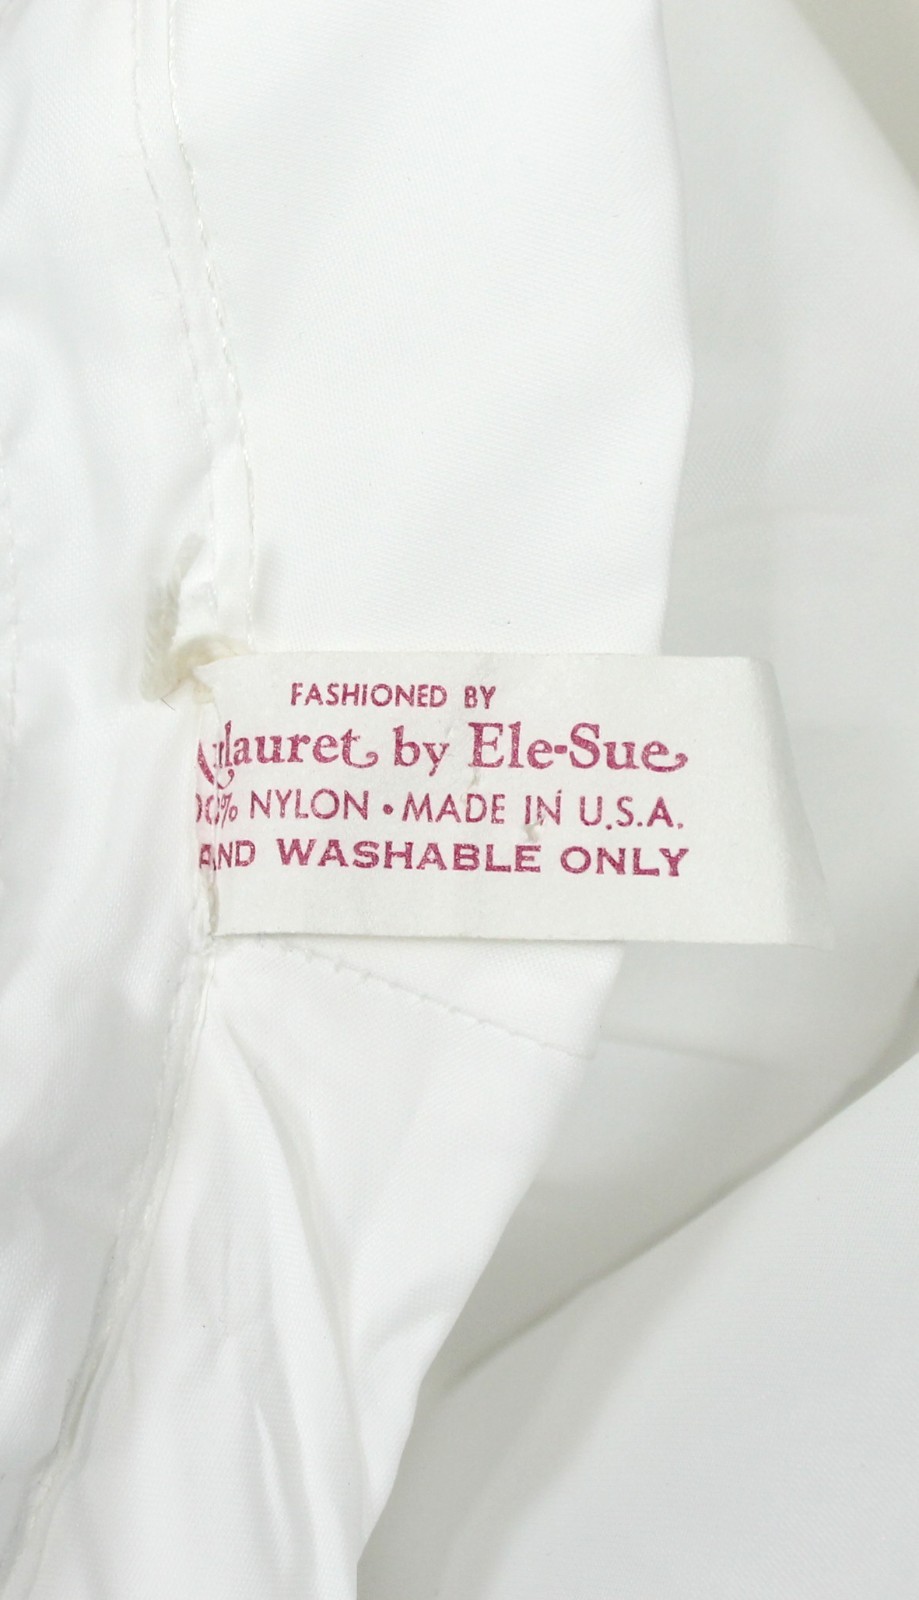 FASHIONED BY
by Ele-Sue
NYLON • MADE IN U.S.A.
WASHABLE ONLY